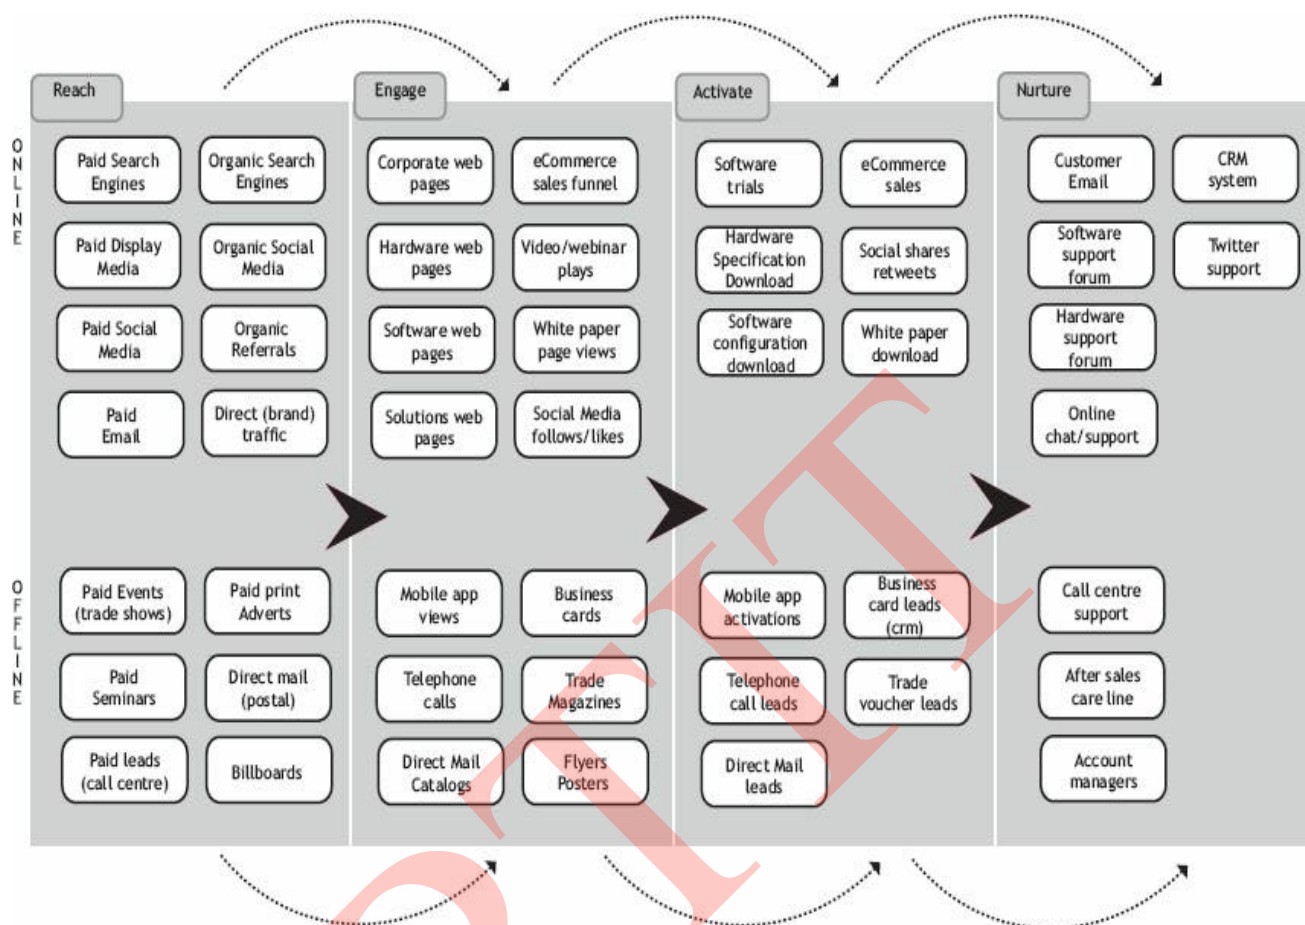 Reach
Engage
Activate
Nurture
ONLINE
Paid Search
Engines
Organic Search
Engines
Paid Display
Media
Organic Social
Media
Paid Social
Media
Organic
Referrals
Paid
Email
Direct (brand)
traffic
Corporate web
pages
eCommerce
sales funnel
Hardware web
pages
Video/webinar
plays
Software web
pages
White paper
page views
Solutions web
pages
Social Media
follows/likes
Software
trials
eCommerce
sales
Hardware
Specification
Download
Social shares
retweets
Software
configuration
download
White paper
download
Customer
Email
CRM
system
Software
support
forum
Twitter
support
Hardware
support
forum
Online
chat/support
OFFLINE
Paid Events
(trade shows)
Paid print
Adverts
Paid
Seminars
Direct mail
(postal)
Paid leads
(call centre)
Billboards
Mobile app
views
Business
cards
Telephone
calls
Trade
Magazines
Direct Mail
Catalogs
Flyers
Posters
Mobile app
activations
Business
card leads
(crm)
Telephone
call leads
Trade
voucher leads
Direct Mail
leads
Call centre
support
After sales
care line
Account
managers
PTIT